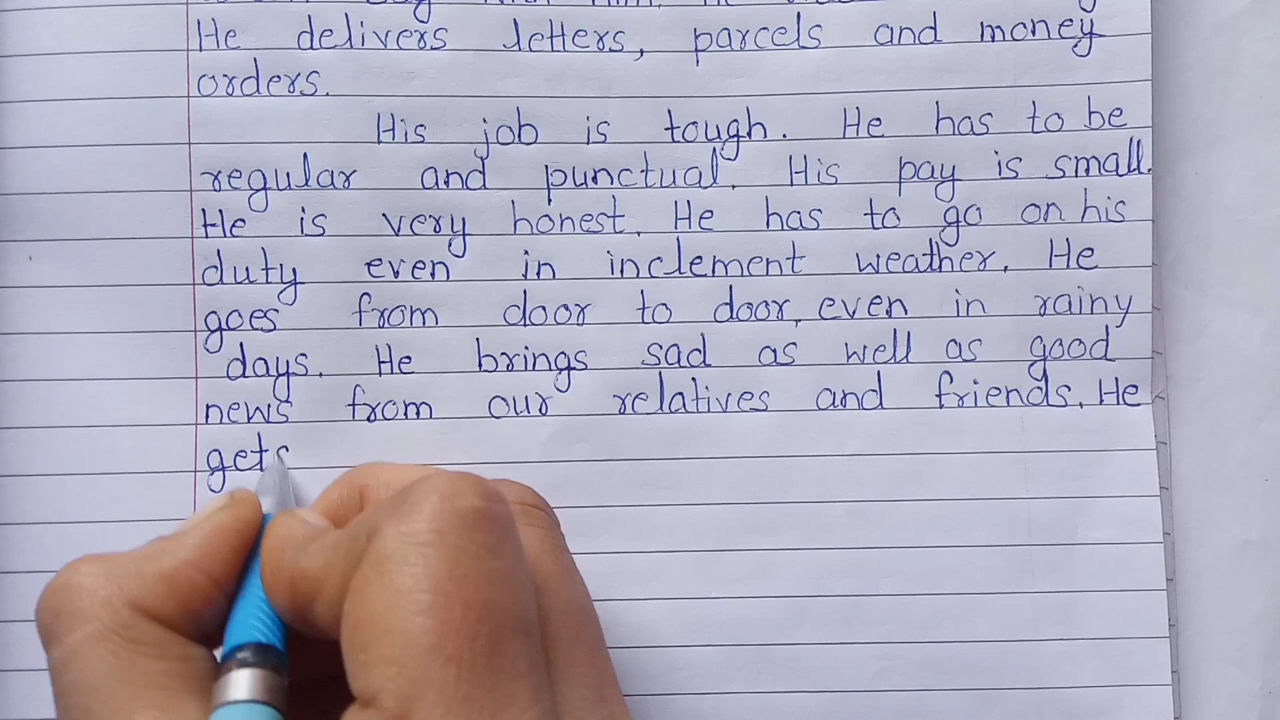 He delivers letters, parcels and money
orders.
His job is tough. He has to be
regular and punctual. His pay is small.
He is very honest. He has to go on his
duty even in inclement weather. He
goes from door to door, even in rainy
days. He brings sad as well as good
news from our relatives and friends. He
gets